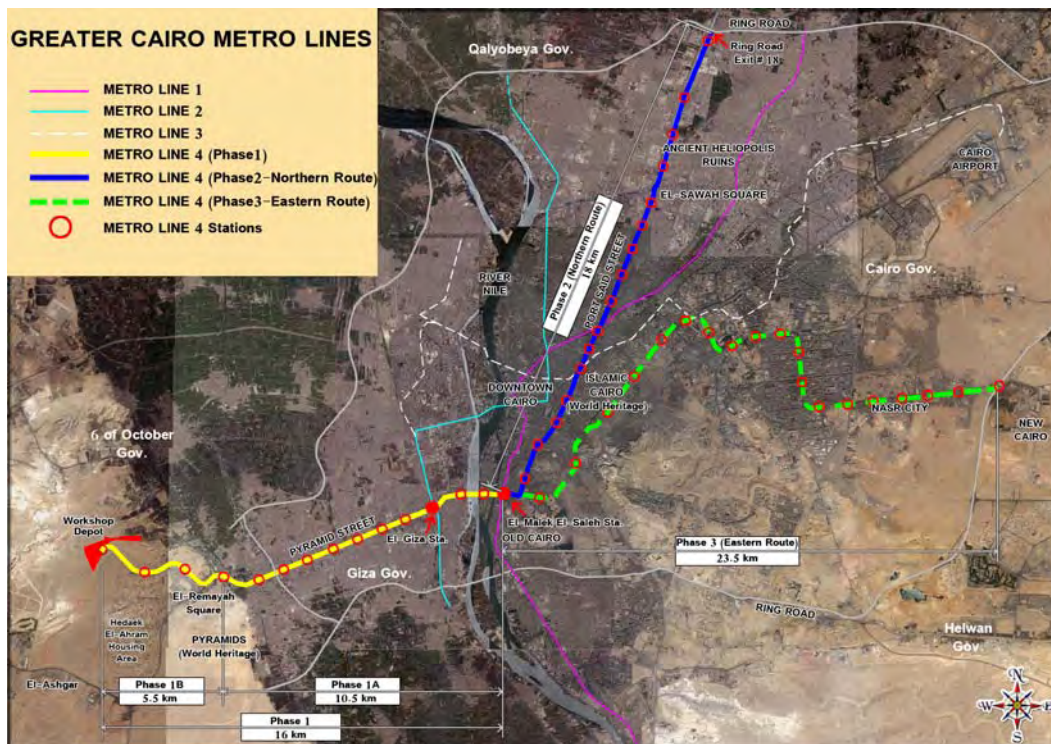 GREATER CAIRO METRO LINES
METRO LINE 1
METRO LINE 2
METRO LINE 3
METRO LINE 4 (Phase1)
METRO LINE 4 (Phase2-Northern Route)
METRO LINE 4 (Phase3-Eastern Route)
METRO LINE 4 Stations
Qalyobeya Gov.
RING ROAD
Ring Road
Exit # 18
ANCIENT HELIOPOLIS
RUINS
CAIRO
AIRPORT
EL-SAWAH SQUARE
Phase 2 (Northern Route)
18 km
PORT SAID STREET
RIVER
NILE
Cairo Gov.
DOWNTOWN
CAIRO
ISLAMIC
CAIRO
(World Heritage)
NASR CITY
NEW
CAIRO
6 of October
Gov.
Workshop
Depot
PYRAMID STREET
El-Giza Sta.
El-Malek El-Saleh Sta.
OLD CAIRO
Phase 3 (Eastern Route)
23.5 km
Giza Gov.
El-Remayah
Square
RING ROAD
Hedaek
El-Ahram
Housing
Area
PYRAMIDS
(World Heritage)
Helwan
Gov.
El-Ashgar
Phase 1B
5.5 km
Phase 1A
10.5 km
Phase 1
16 km
N
W
E
S